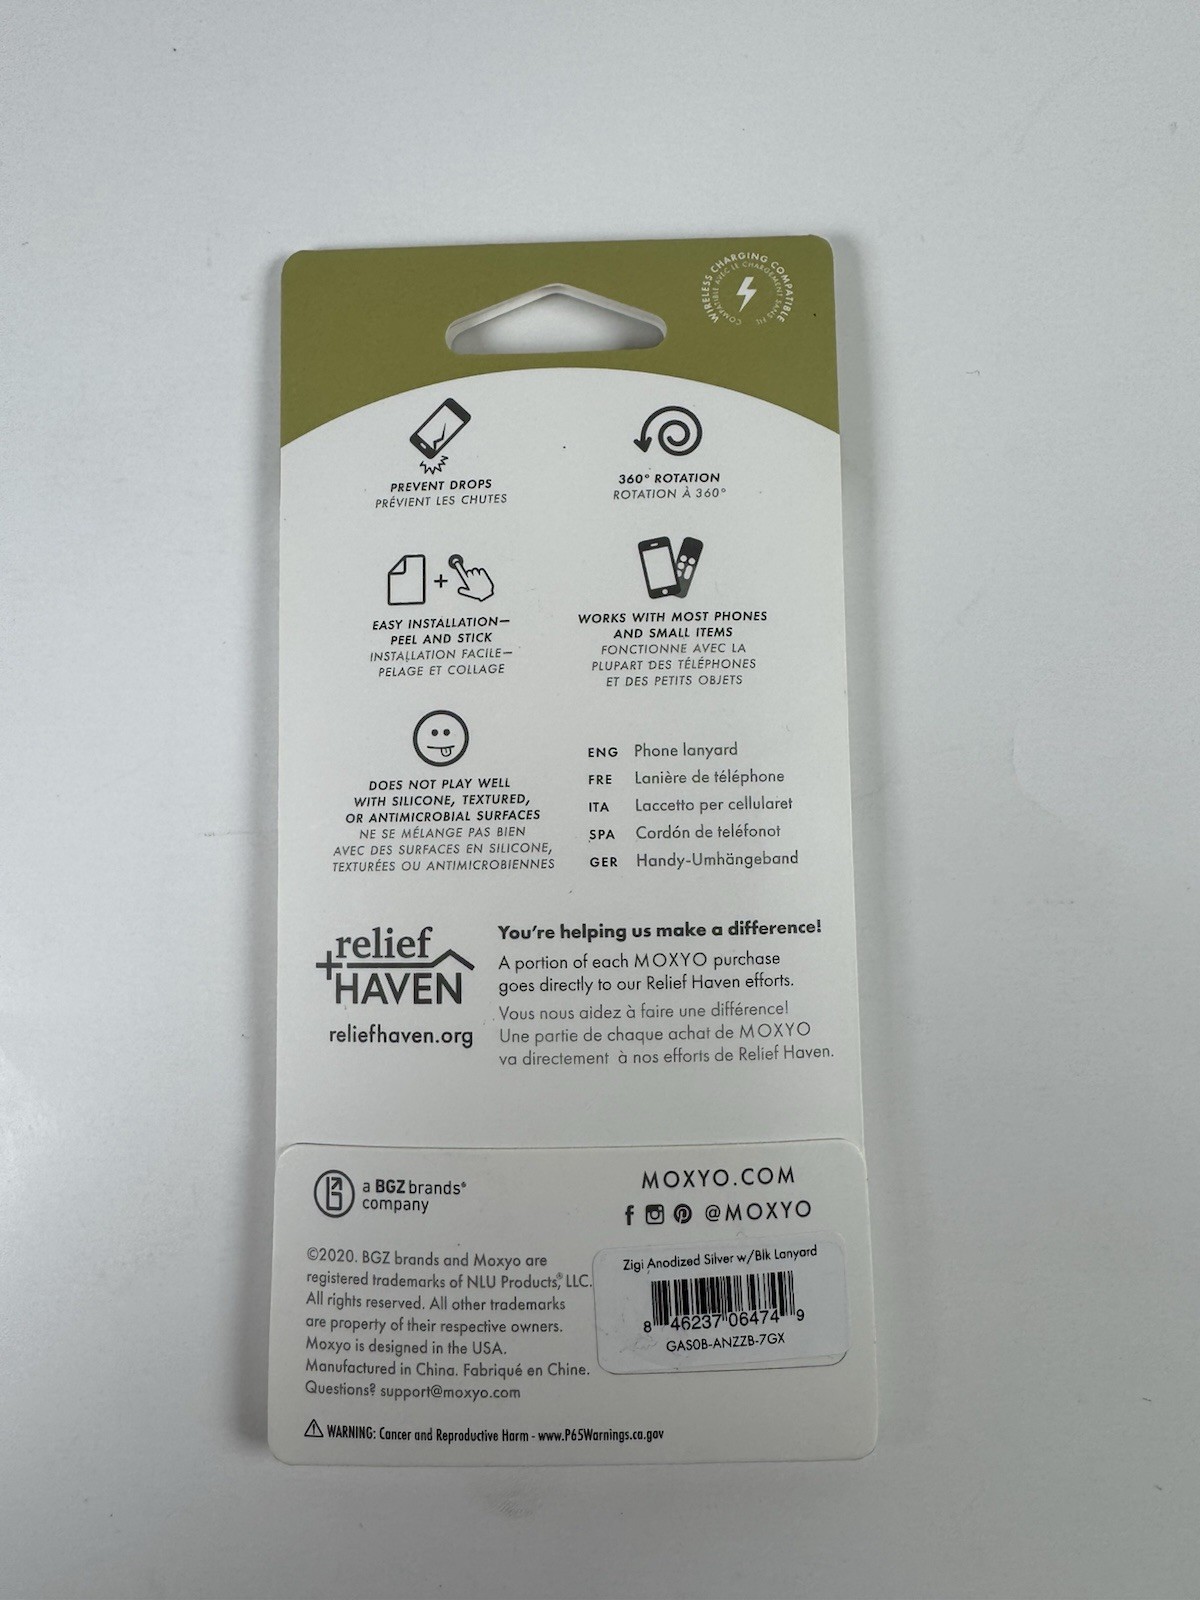 WIRELESS CHARGING COMPATIBLE
COMPATIBLE AVEC LE CHARGEMENT SANS FIL
PREVENT DROPS
PRÉVIENT LES CHUTES
360° ROTATION
ROTATION À 360°
EASY INSTALLATION—
PEEL AND STICK
INSTALLATION FACILE—
PELAGE ET COLLAGE
WORKS WITH MOST PHONES
AND SMALL ITEMS
FONCTIONNE AVEC LA
PLUPART DES TÉLÉPHONES
ET DES PETITS OBJETS
DOES NOT PLAY WELL
WITH SILICONE, TEXTURED,
OR ANTIMICROBIAL SURFACES
NE SE MÉLANGE PAS BIEN
AVEC DES SURFACES EN SILICONE,
TEXTURÉES OU ANTIMICROBIENNES
ENG Phone lanyard
FRE Lanière de téléphone
ITA Laccetto per cellularet
SPA Cordón de teléfonot
GER Handy-Umhängeband
relief
HAVEN
reliefhaven.org
You're helping us make a difference!
A portion of each MOXYO purchase
goes directly to our Relief Haven efforts.
Vous nous aidez à faire une différence!
Une partie de chaque achat de MOXYO
va directement à nos efforts de Relief Haven.
a BGZ brands®
company
MOXYO.COM
@MOXYO
©2020. BGZ brands and Moxyo are
registered trademarks of NLU Products®, LLC.
All rights reserved. All other trademarks
are property of their respective owners.
Moxyo is designed in the USA.
Manufactured in China. Fabriqué en Chine.
Questions? support@moxyo.com
Zigi Anodized Silver w/Blk Lanyard
8 46237 06474 9
GAS0B-ANZZB-7GX
WARNING: Cancer and Reproductive Harm - www.P65Warnings.ca.gov